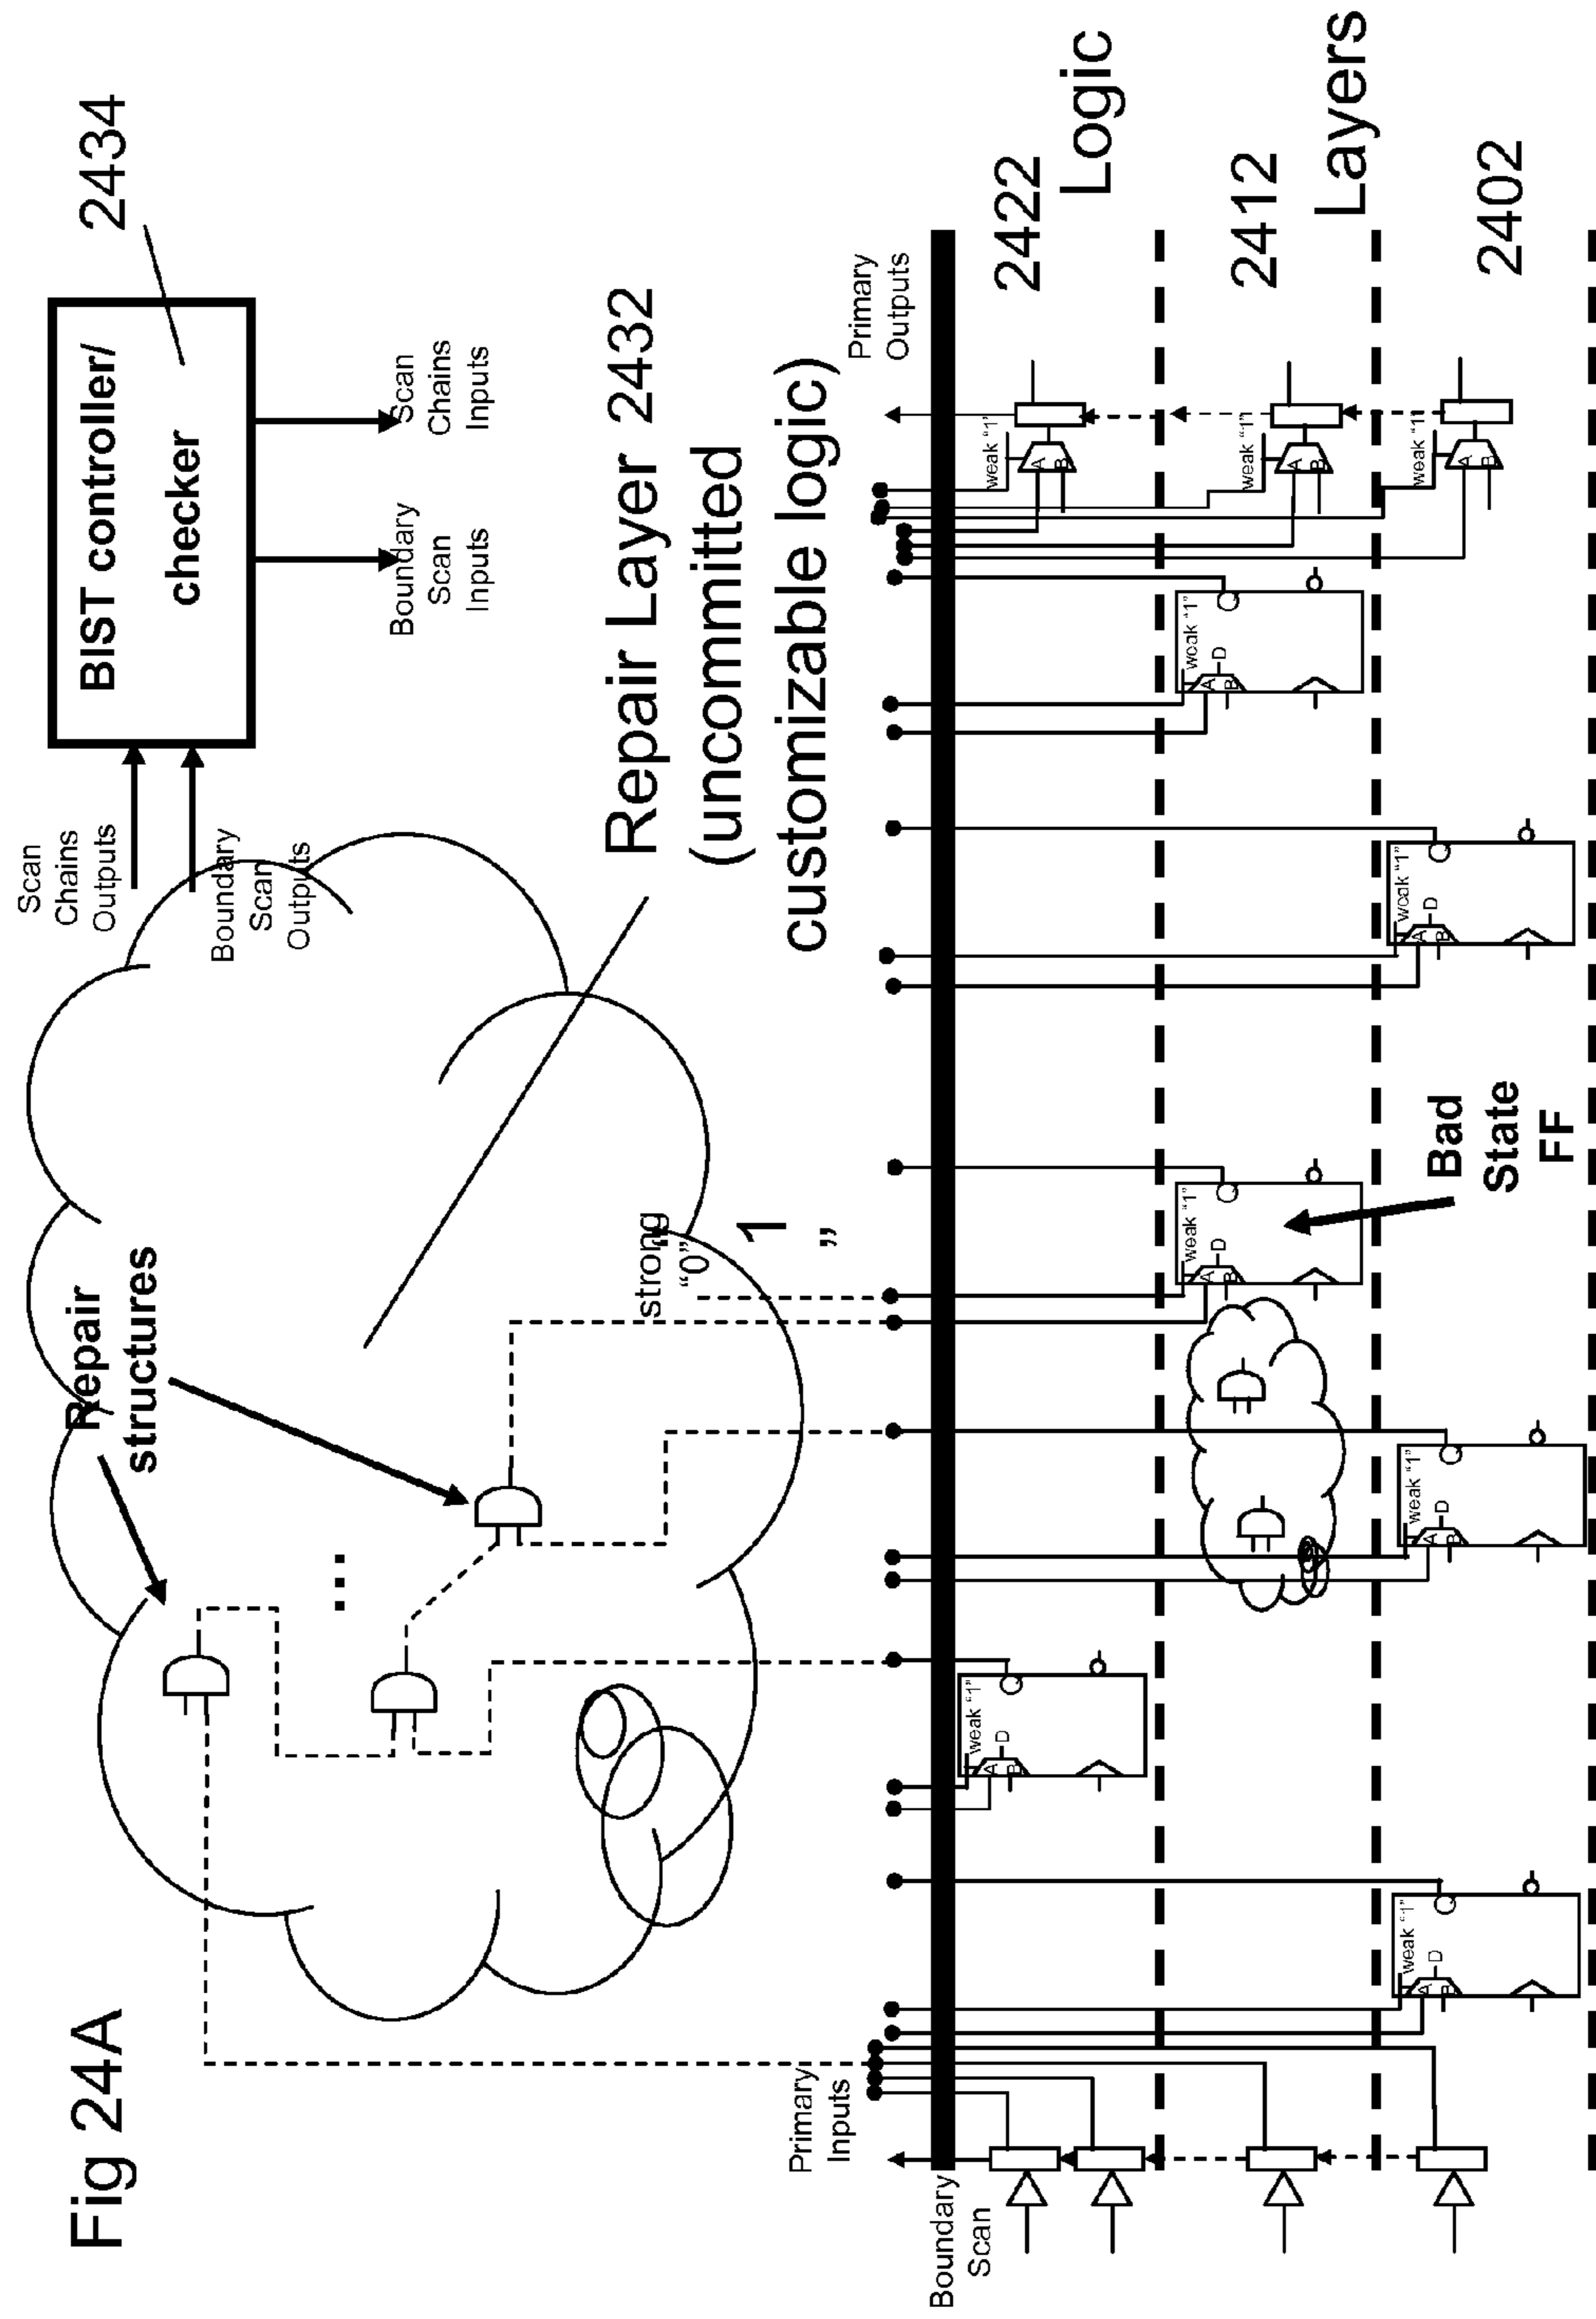 Fig 24A
Repair
structures
Scan
Chains
Outputs
Boundary
Scan
Outputs
BIST controller/
checker
2434
Boundary
Scan
Inputs
Scan
Chains
Inputs
Repair Layer 2432
(uncommitted
customizable logic)
strong
"0"
"
1
"
Primary
Inputs
Primary
Outputs
Boundary
Scan
2422
Logic
2412
Layers
2402
Bad
State
FF
weak "1"
A
B
D
Q
weak "1"
A
B
D
Q
weak "1"
A
B
D
Q
weak "1"
A
B
D
Q
weak "1"
A
B
D
Q
weak "1"
A
B
D
Q
weak "1"
A
B
weak "1"
A
B
weak "1"
A
B